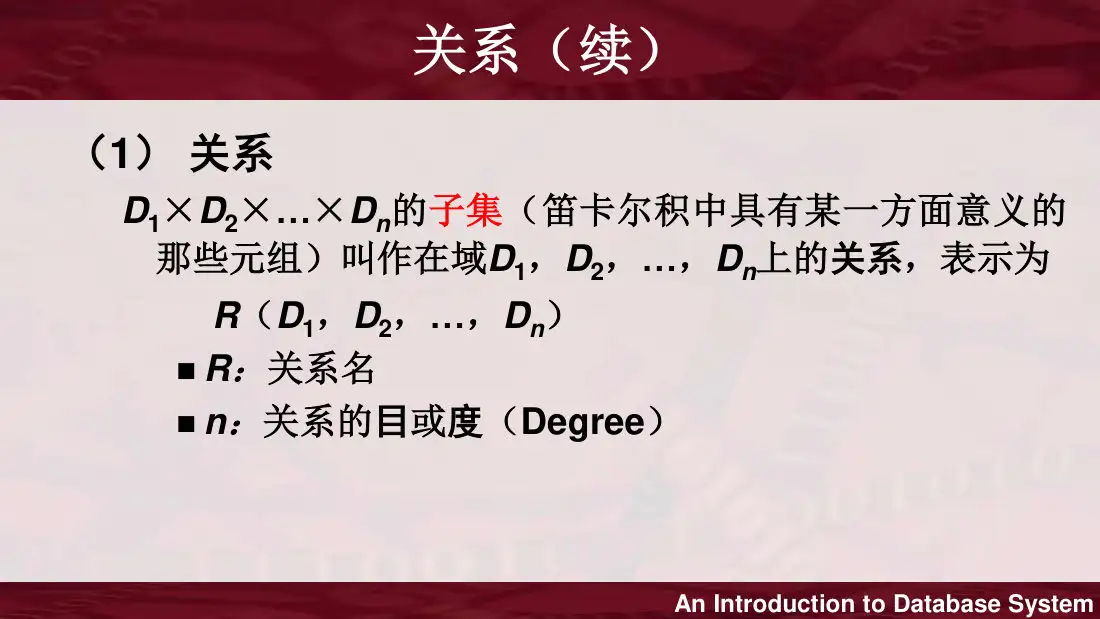 关系（续）
（1） 关系
D₁×D₂×…×Dₙ的子集（笛卡尔积中具有某一方面意义的
那些元组）叫作在域D₁，D₂，…，Dₙ上的关系，表示为
R（D₁，D₂，…，Dₙ）
■ R：关系名
■ n：关系的目或度（Degree）
An Introduction to Database System